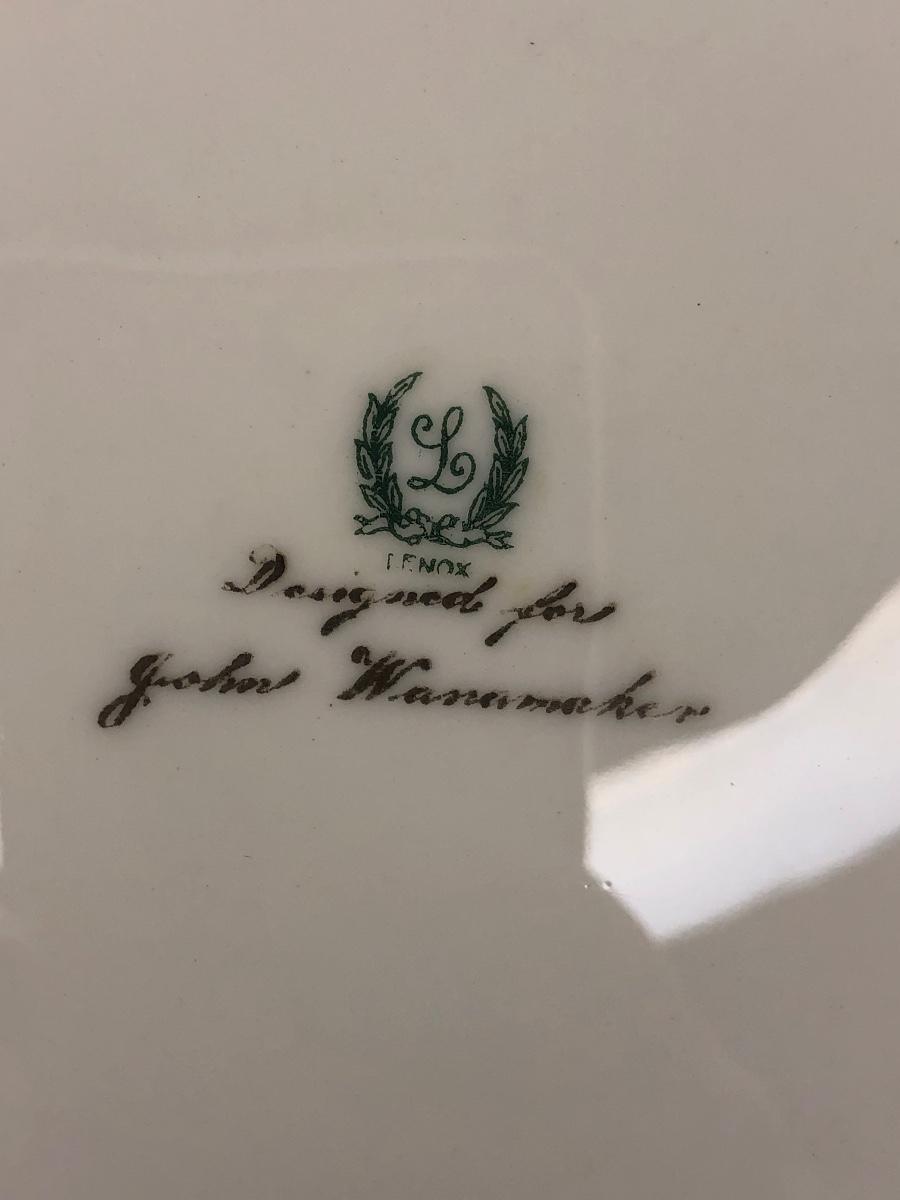 L
LENOX
Designed for
John Wanamaker